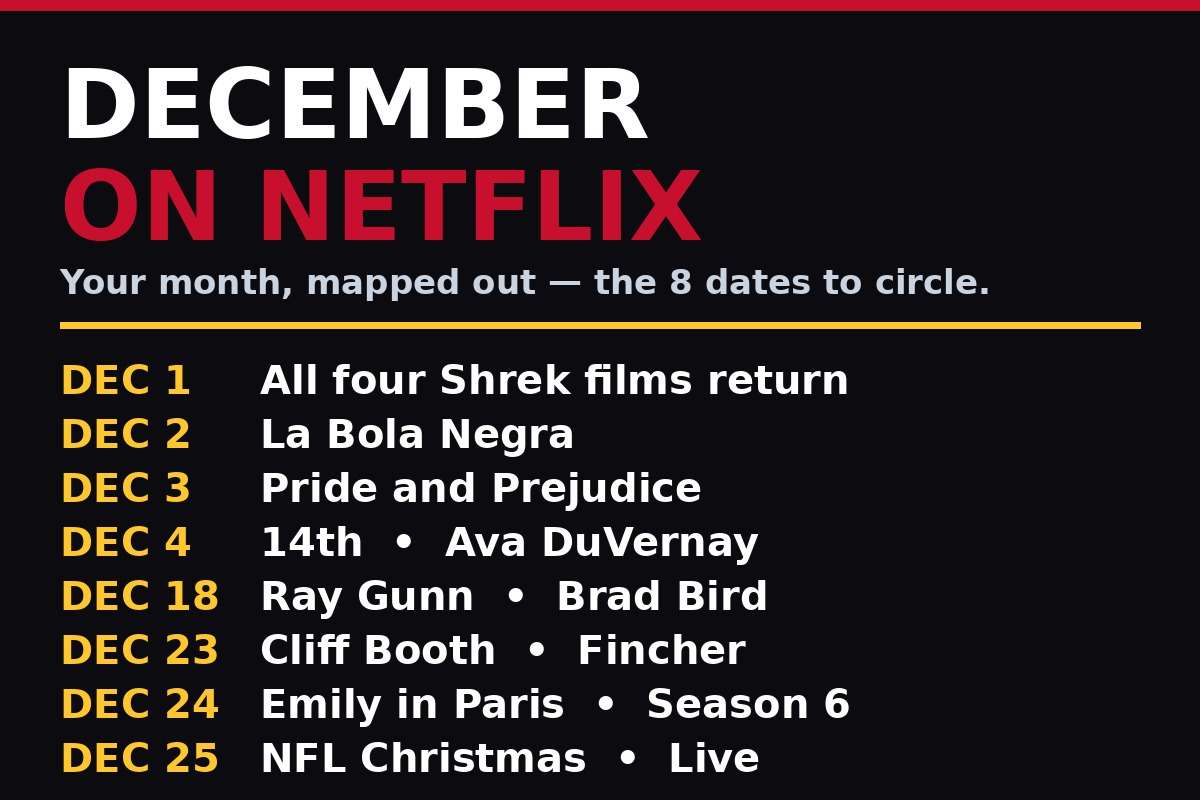 DECEMBER
ON NETFLIX
Your month, mapped out — the 8 dates to circle.
DEC 1 All four Shrek films return
DEC 2 La Bola Negra
DEC 3 Pride and Prejudice
DEC 4 14th • Ava DuVernay
DEC 18 Ray Gunn • Brad Bird
DEC 23 Cliff Booth • Fincher
DEC 24 Emily in Paris • Season 6
DEC 25 NFL Christmas • Live